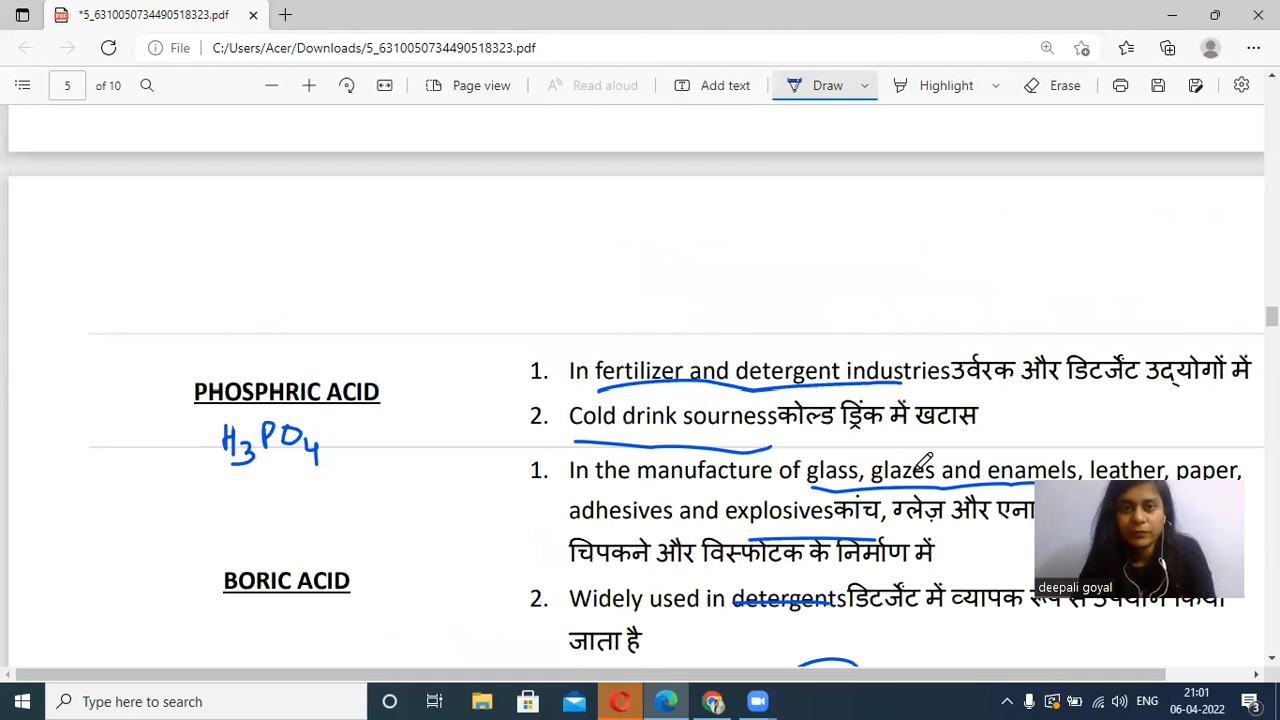 *5_6310050734490518323.pdf
File C:/Users/Acer/Downloads/5_6310050734490518323.pdf
5 of 10 Page view Read aloud Add text Draw Highlight Erase
PHOSPHRIC ACID
H3PO4
1. In fertilizer and detergent industriesउर्वरक और डिटर्जेंट उद्योगों में
2. Cold drink sournessकोल्ड ड्रिंक में खटास
BORIC ACID
1. In the manufacture of glass, glazes and enamels, leather, paper,
adhesives and explosivesकांच, ग्लेज़ और एना
चिपकने और विस्फोटक के निर्माण में
2. Widely used in detergentsडिटर्जेंट में व्यापक रूप से उपयोग किया
जाता है
deepali goyal
Type here to search
ENG
21:01
06-04-2022
3